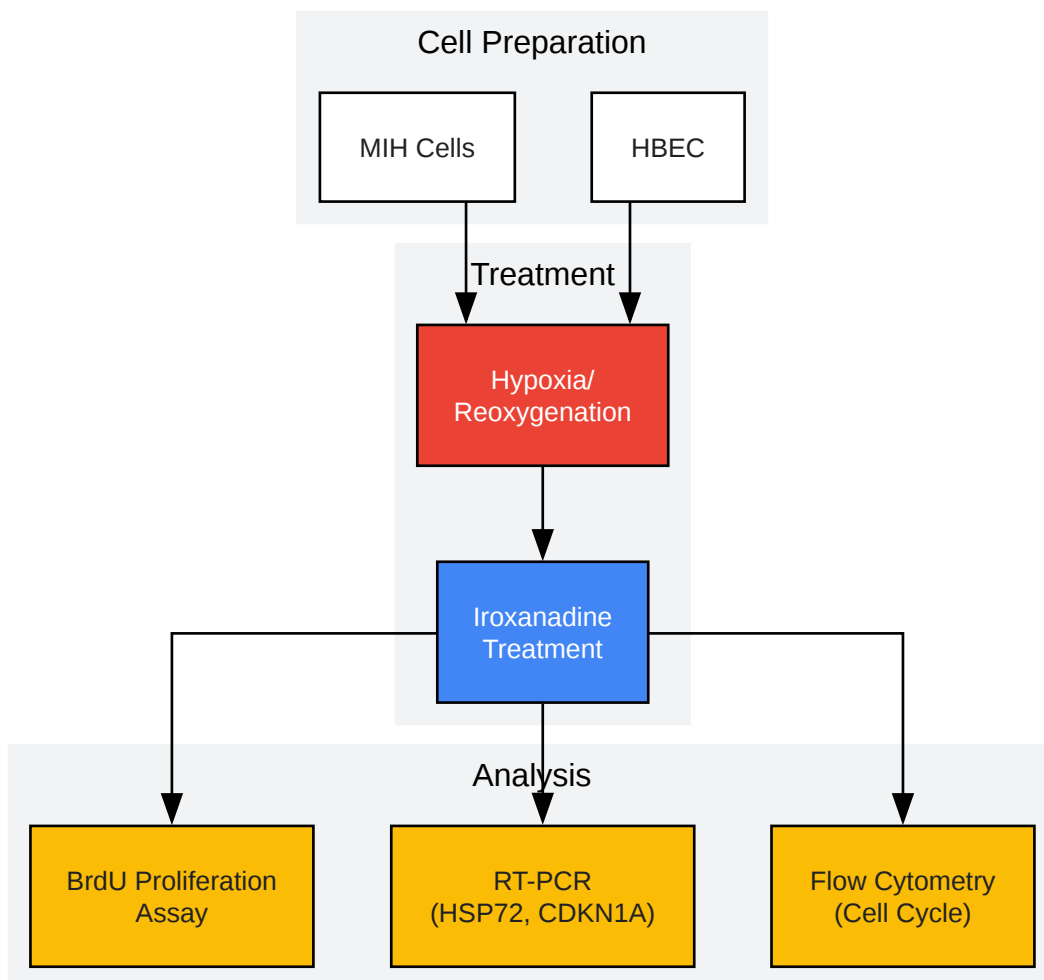 Cell Preparation
MIH Cells
HBEC
Treatment
Hypoxia/
Reoxygenation
Iroxanadine
Treatment
Analysis
BrdU Proliferation
Assay
RT-PCR
(HSP72, CDKN1A)
Flow Cytometry
(Cell Cycle)